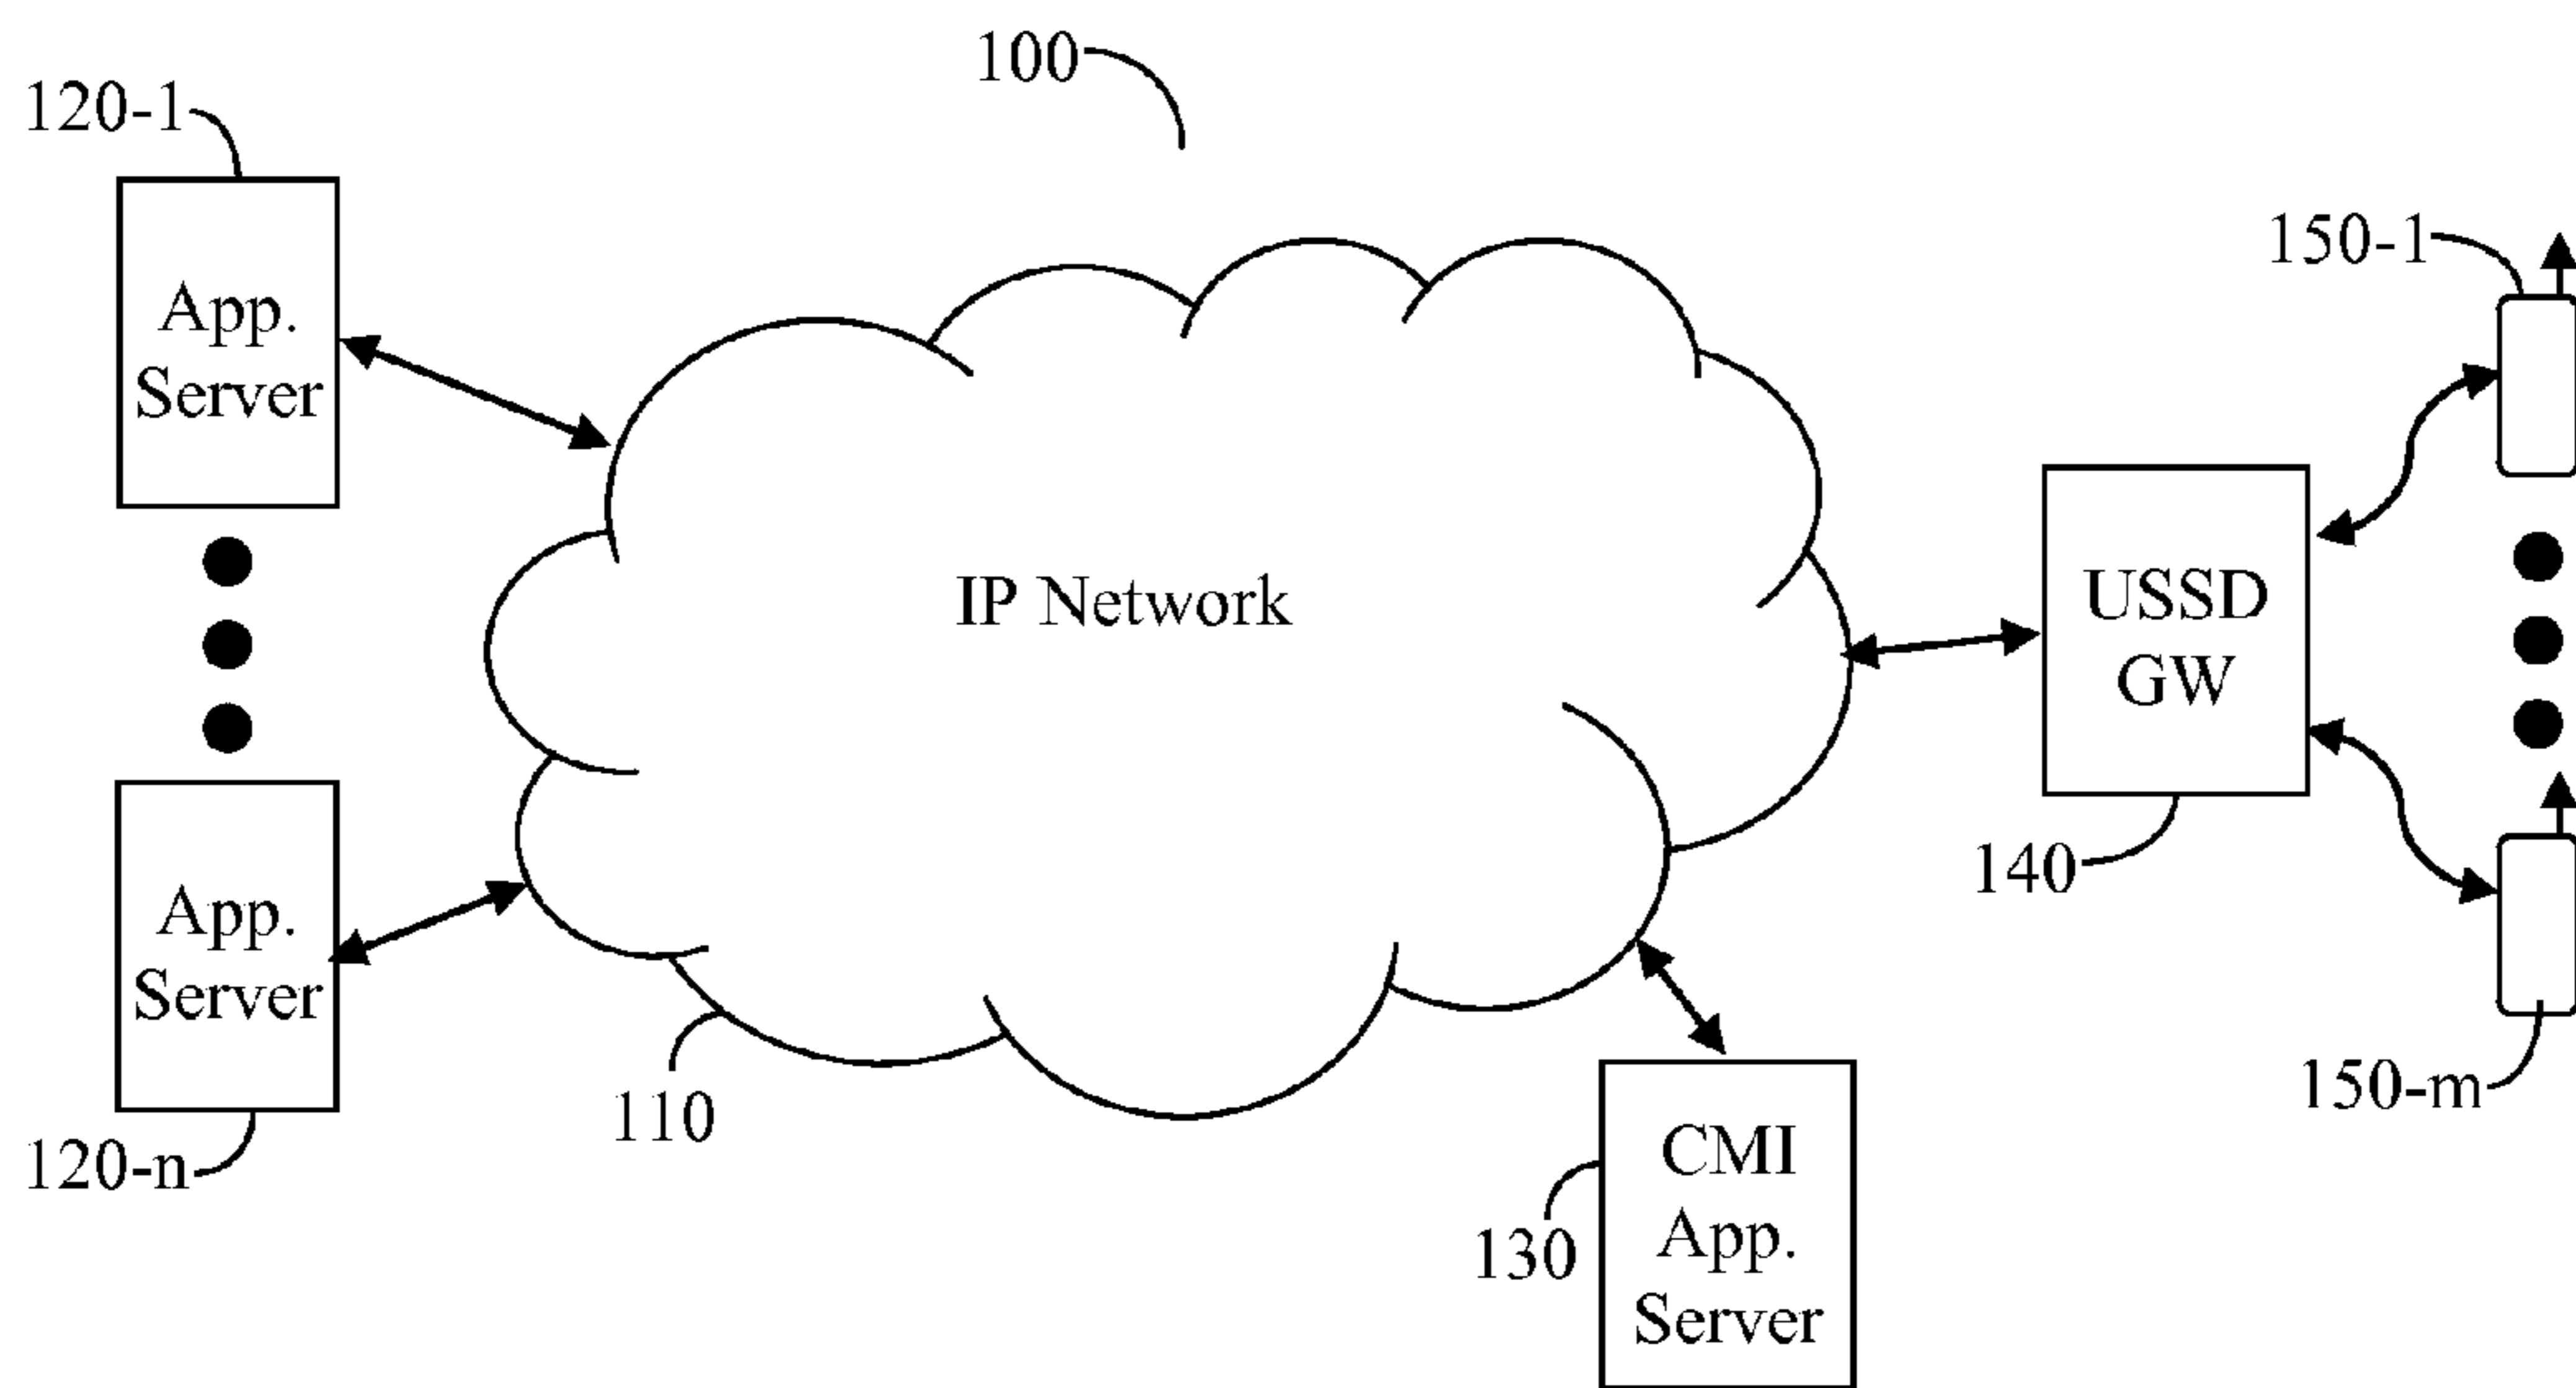 100
120-1
App.
Server
150-1
IP Network
USSD
GW
140
App.
Server
120-n
110
150-m
130
CMI
App.
Server